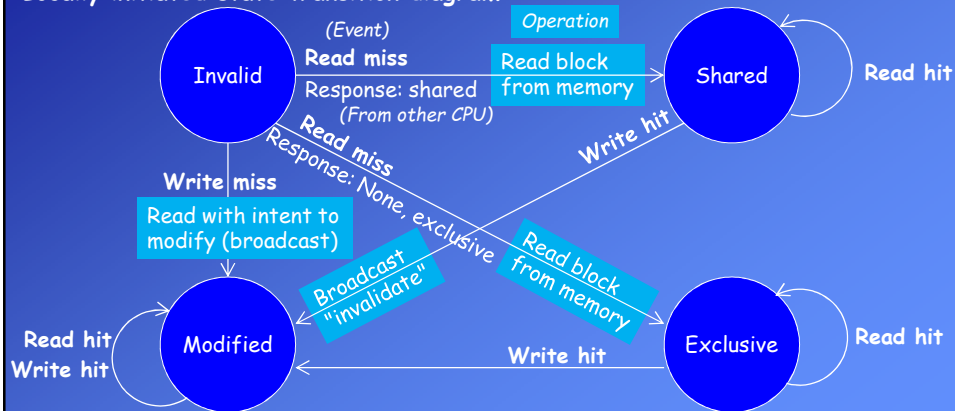 (Event)
Operation
Invalid
Read miss
Read block
from memory
Shared
Read hit
Response: shared
(From other CPU)
Read miss
Response: None, exclusive
Write hit
Write miss
Read with intent to
modify (broadcast)
Broadcast
"invalidate"
Read block
from memory
Read hit
Write hit
Modified
Write hit
Exclusive
Read hit